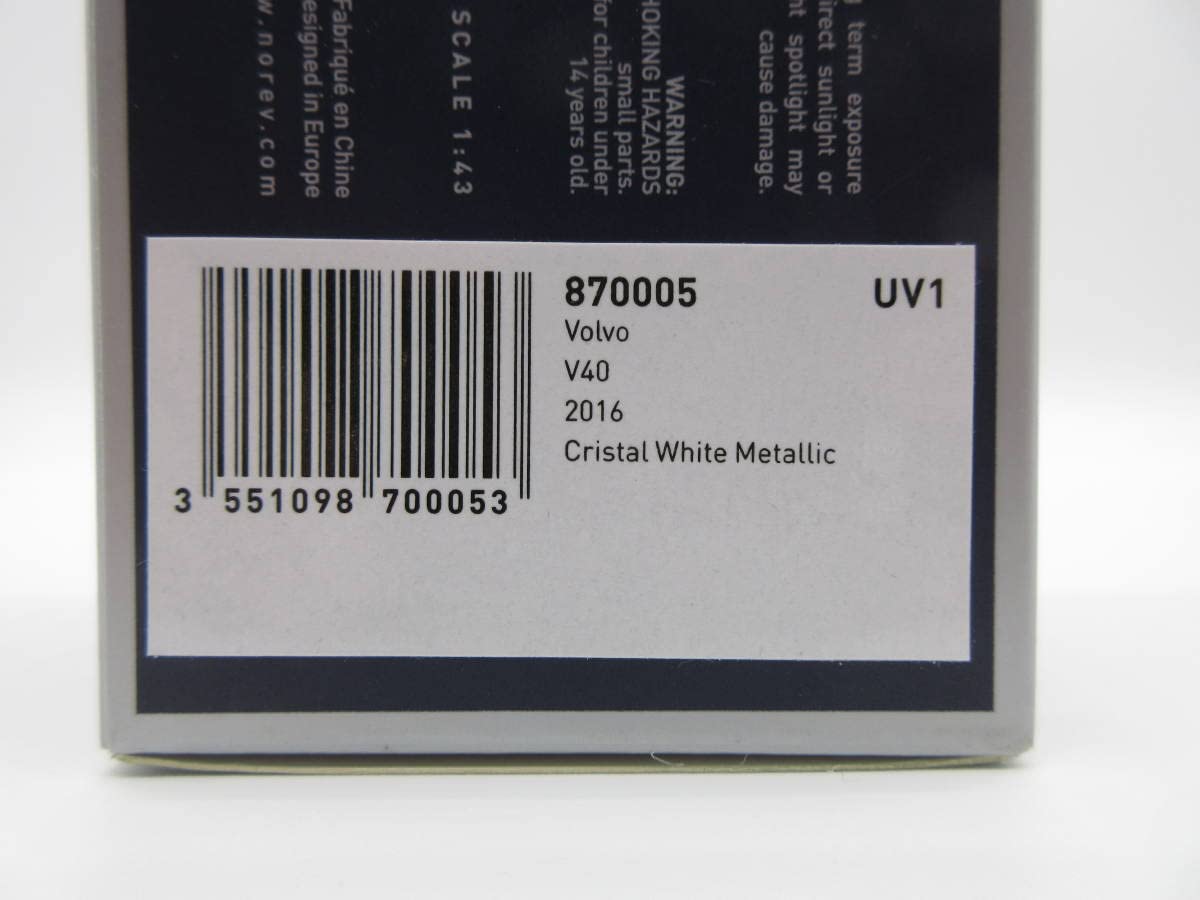 term exposure
direct sunlight or
spotlight may
cause damage.
WARNING:
HOKING HAZARDS
small parts.
for children under
14 years old.
SCALE 1:43
Fabriqué en Chine
esigned in Europe
w.norev.com
870005
UV1
Volvo
V40
2016
Cristal White Metallic
3 551098 700053